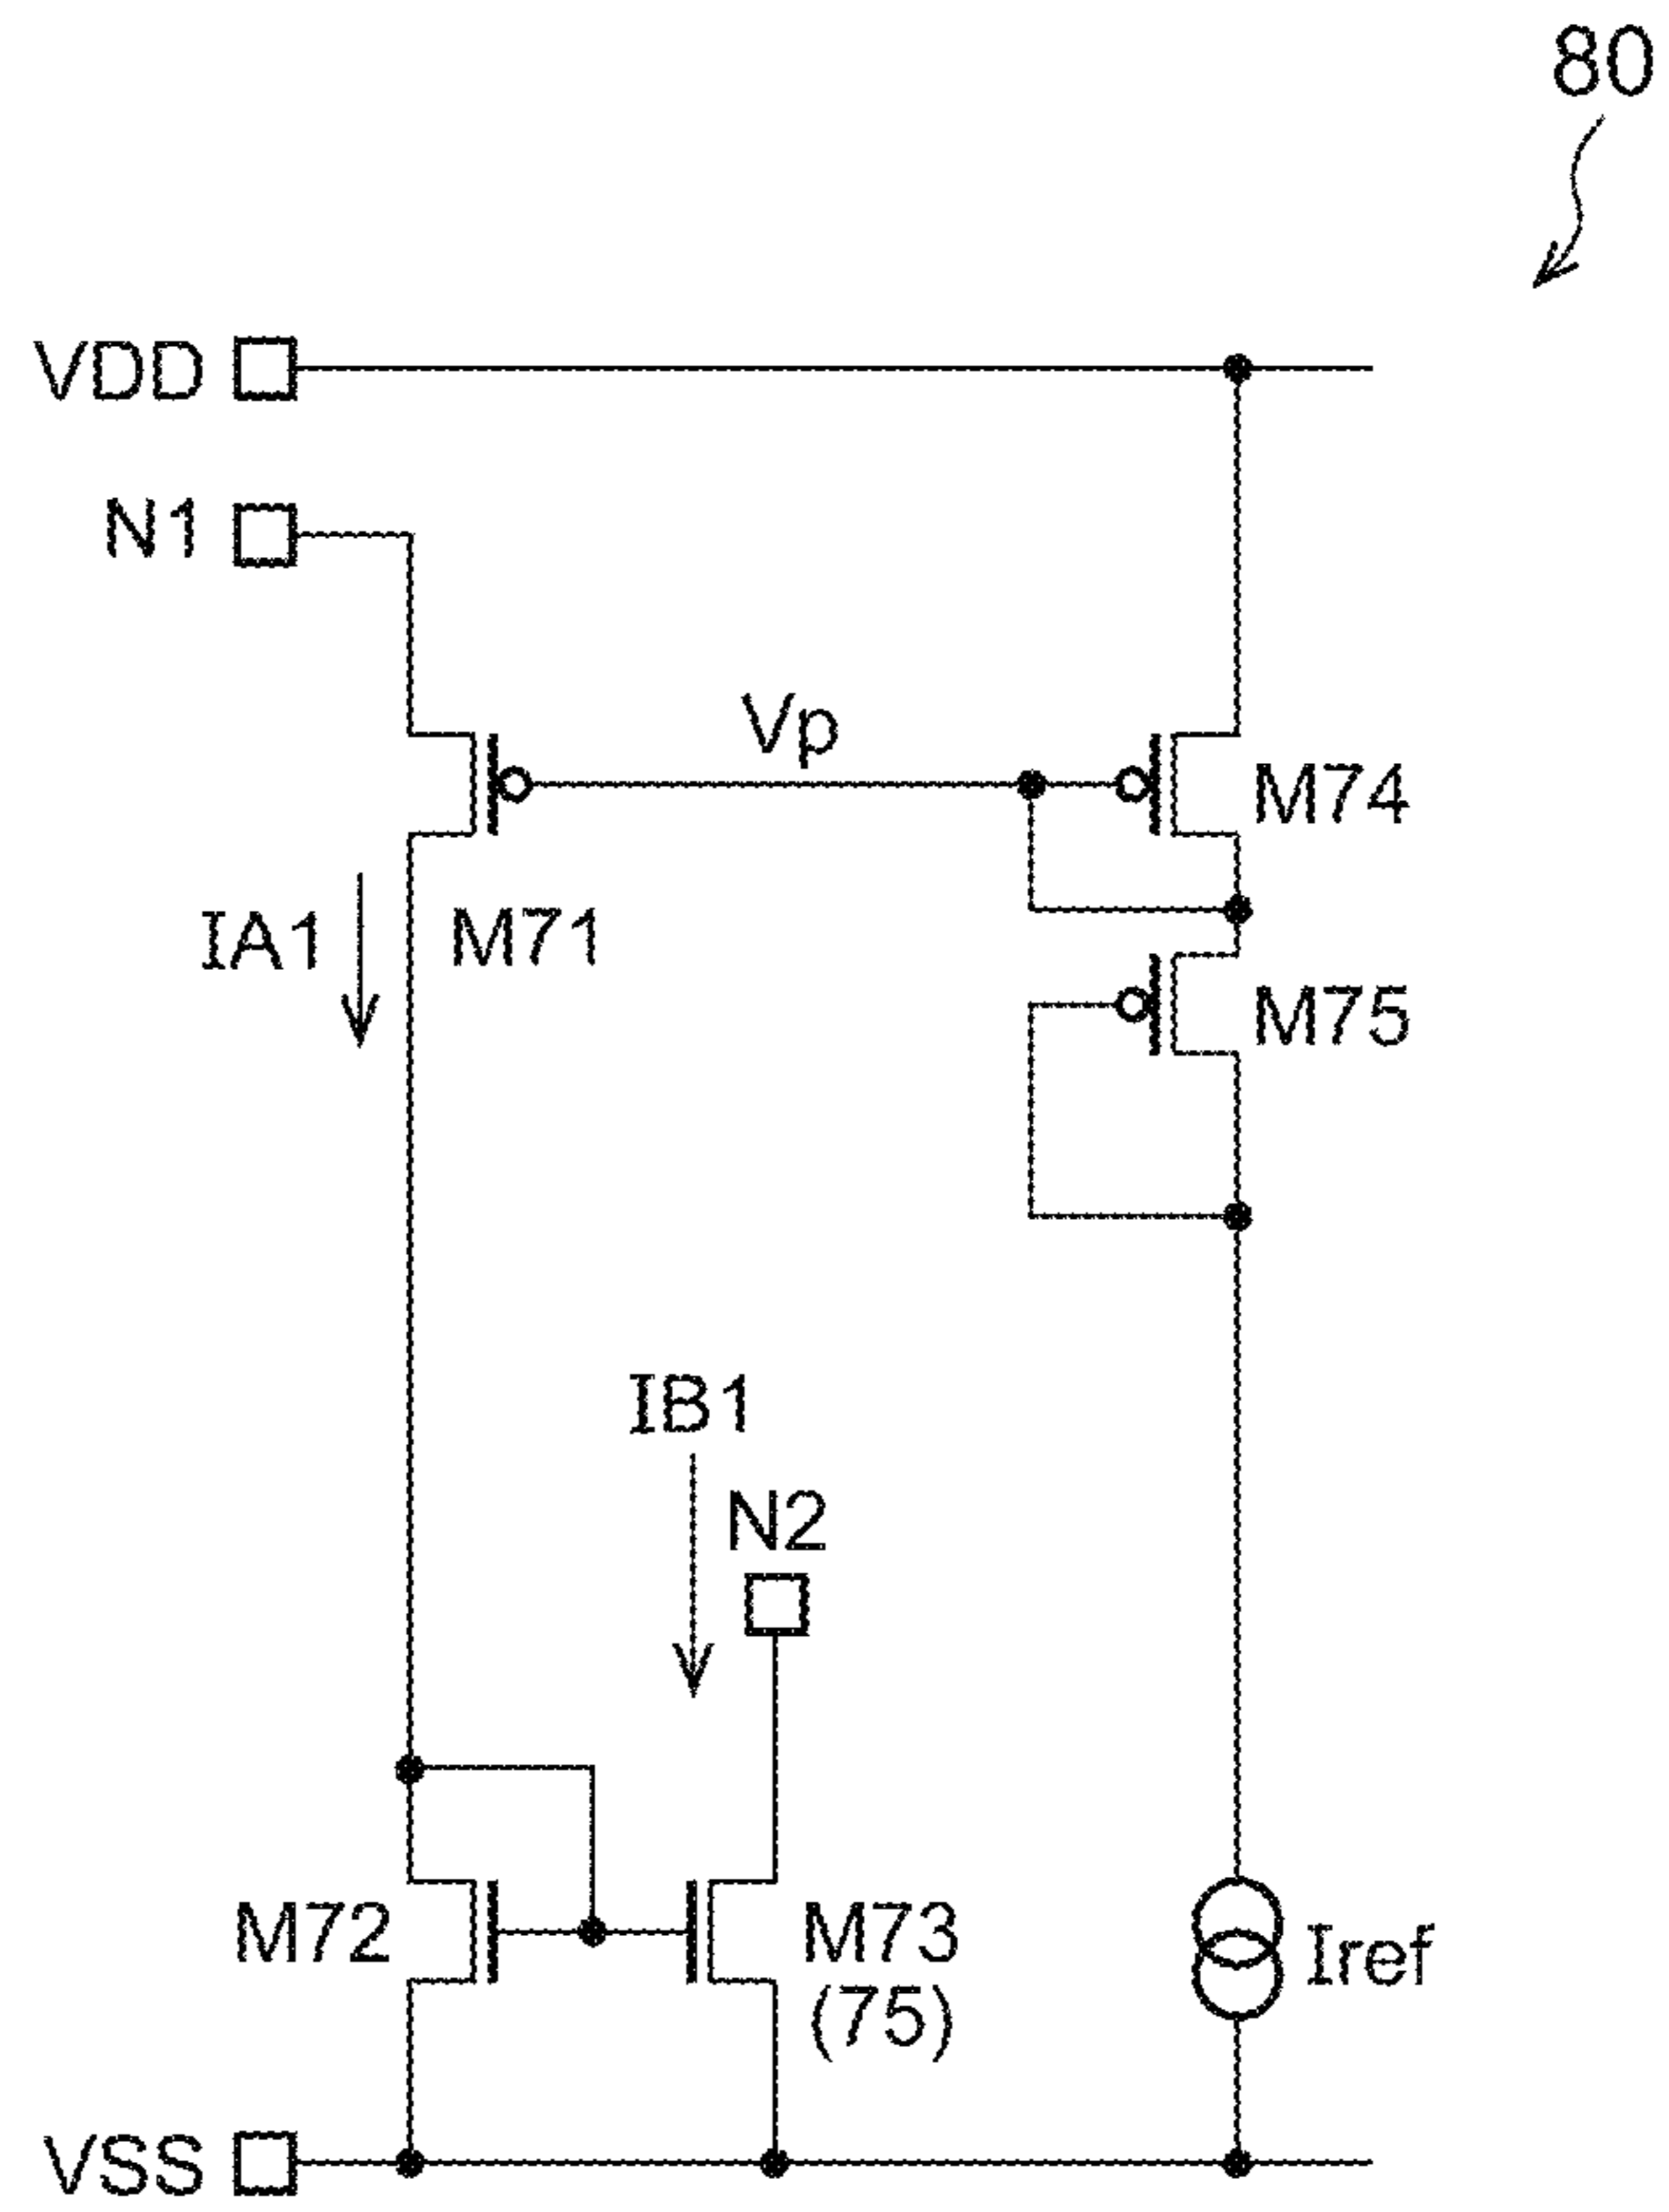 80
VDD
N1
Vp
M74
IA1
M71
M75
IB1
N2
M72
M73
(75)
Iref
VSS